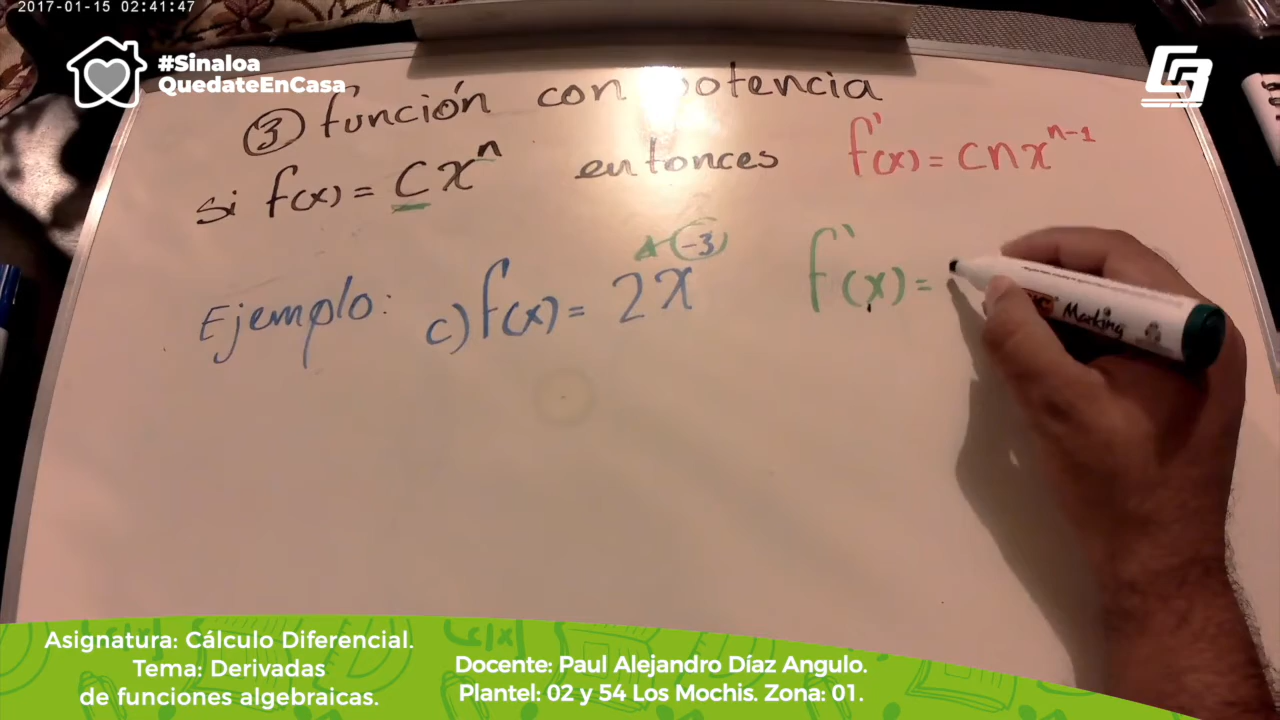 2017-01-15 02:41:47
#Sinaloa
QuedateEnCasa
③ función con potencia
si f(x) = cxⁿ entonces f'(x) = cnxⁿ⁻¹
Ejemplo: c) f(x) = 2x⁻³ f'(x) =
Marking
Asignatura: Cálculo Diferencial.
Tema: Derivadas
de funciones algebraicas.
Docente: Paul Alejandro Díaz Angulo.
Plantel: 02 y 54 Los Mochis. Zona: 01.